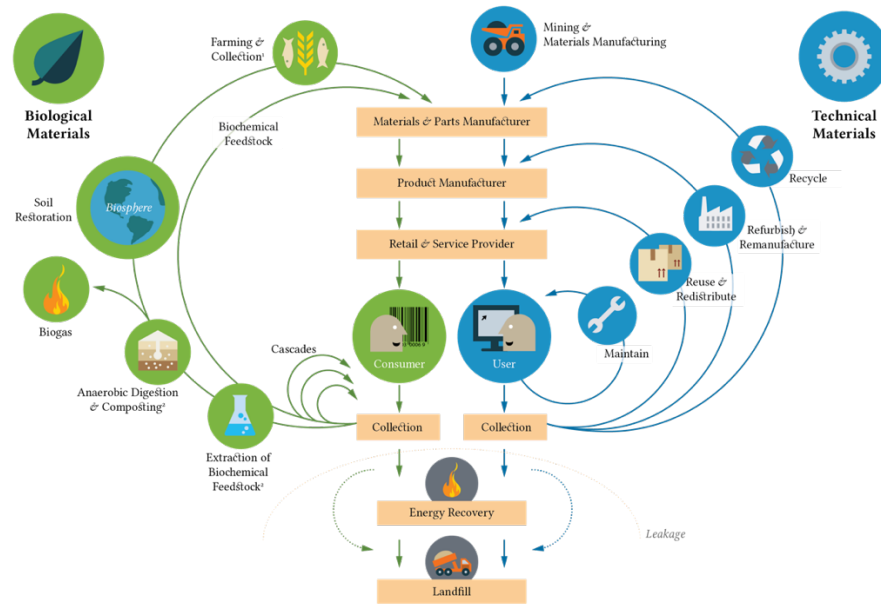 Farming &
Collection¹
Mining &
Materials Manufacturing
Biological
Materials
Technical
Materials
Biochemical
Feedstock
Materials & Parts Manufacturer
Recycle
Product Manufacturer
Soil
Restoration
Biosphere
Refurbish &
Remanufacture
Retail & Service Provider
Reuse &
Redistribute
Biogas
Cascades
Consumer
User
Maintain
Anaerobic Digestion
& Composting²
Collection
Collection
Extraction of
Biochemical
Feedstock²
Energy Recovery
Leakage
Landfill